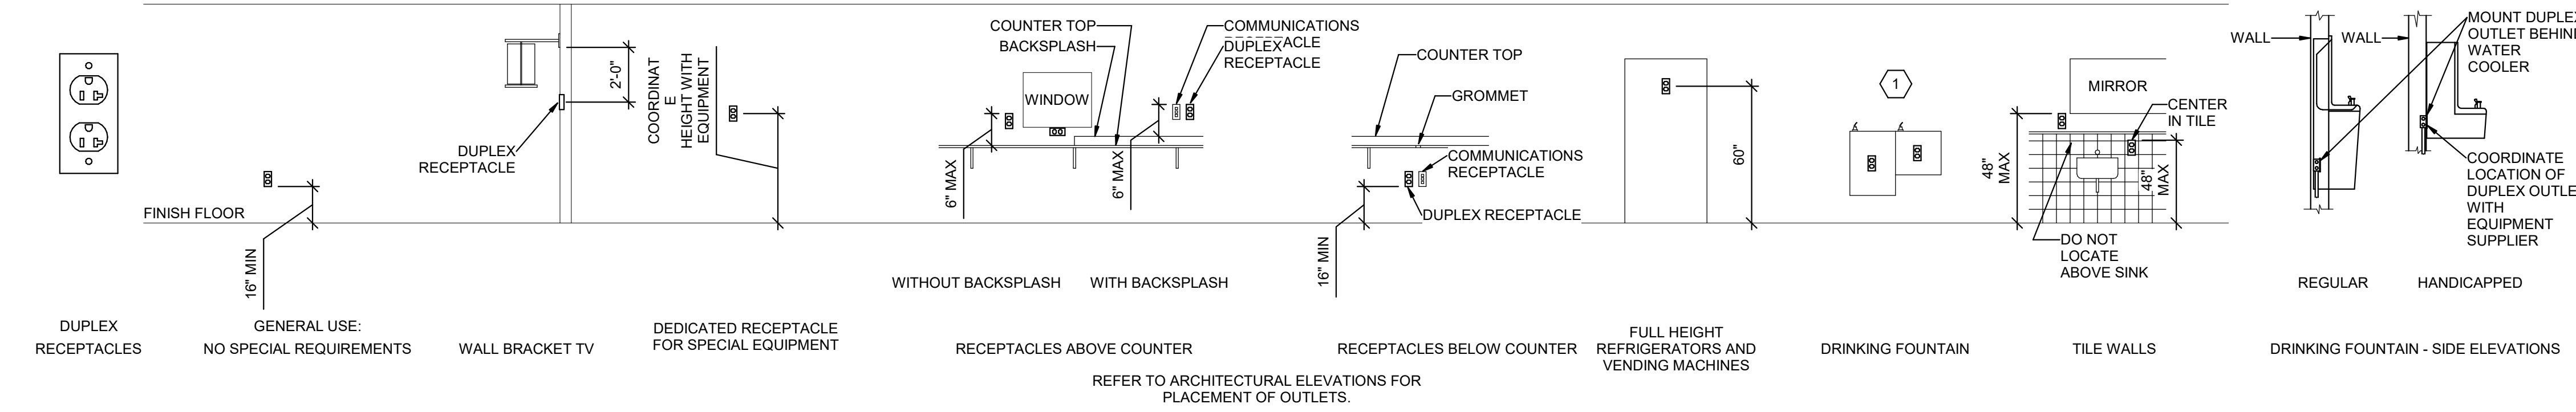 DUPLEX
RECEPTACLES
FINISH FLOOR
16" MIN
GENERAL USE:
NO SPECIAL REQUIREMENTS
2'-0"
DUPLEX
RECEPTACLE
WALL BRACKET TV
COORDINAT
E
HEIGHT WITH
EQUIPMENT
DEDICATED RECEPTACLE
FOR SPECIAL EQUIPMENT
COUNTER TOP
BACKSPLASH
WINDOW
COMMUNICATIONS
ACLE
DUPLEX
RECEPTACLE
6" MAX
6" MAX
WITHOUT BACKSPLASH
WITH BACKSPLASH
RECEPTACLES ABOVE COUNTER
REFER TO ARCHITECTURAL ELEVATIONS FOR
PLACEMENT OF OUTLETS.
COUNTER TOP
GROMMET
COMMUNICATIONS
RECEPTACLE
DUPLEX RECEPTACLE
16" MIN
RECEPTACLES BELOW COUNTER
60"
FULL HEIGHT
REFRIGERATORS AND
VENDING MACHINES
1
DRINKING FOUNTAIN
MIRROR
CENTER
IN TILE
48"
MAX
48"
MAX
DO NOT
LOCATE
ABOVE SINK
TILE WALLS
WALL
WALL
MOUNT DUPLEX
OUTLET BEHIN
WATER
COOLER
COORDINATE
LOCATION OF
DUPLEX OUTLE
WITH
EQUIPMENT
SUPPLIER
REGULAR
HANDICAPPED
DRINKING FOUNTAIN - SIDE ELEVATIONS